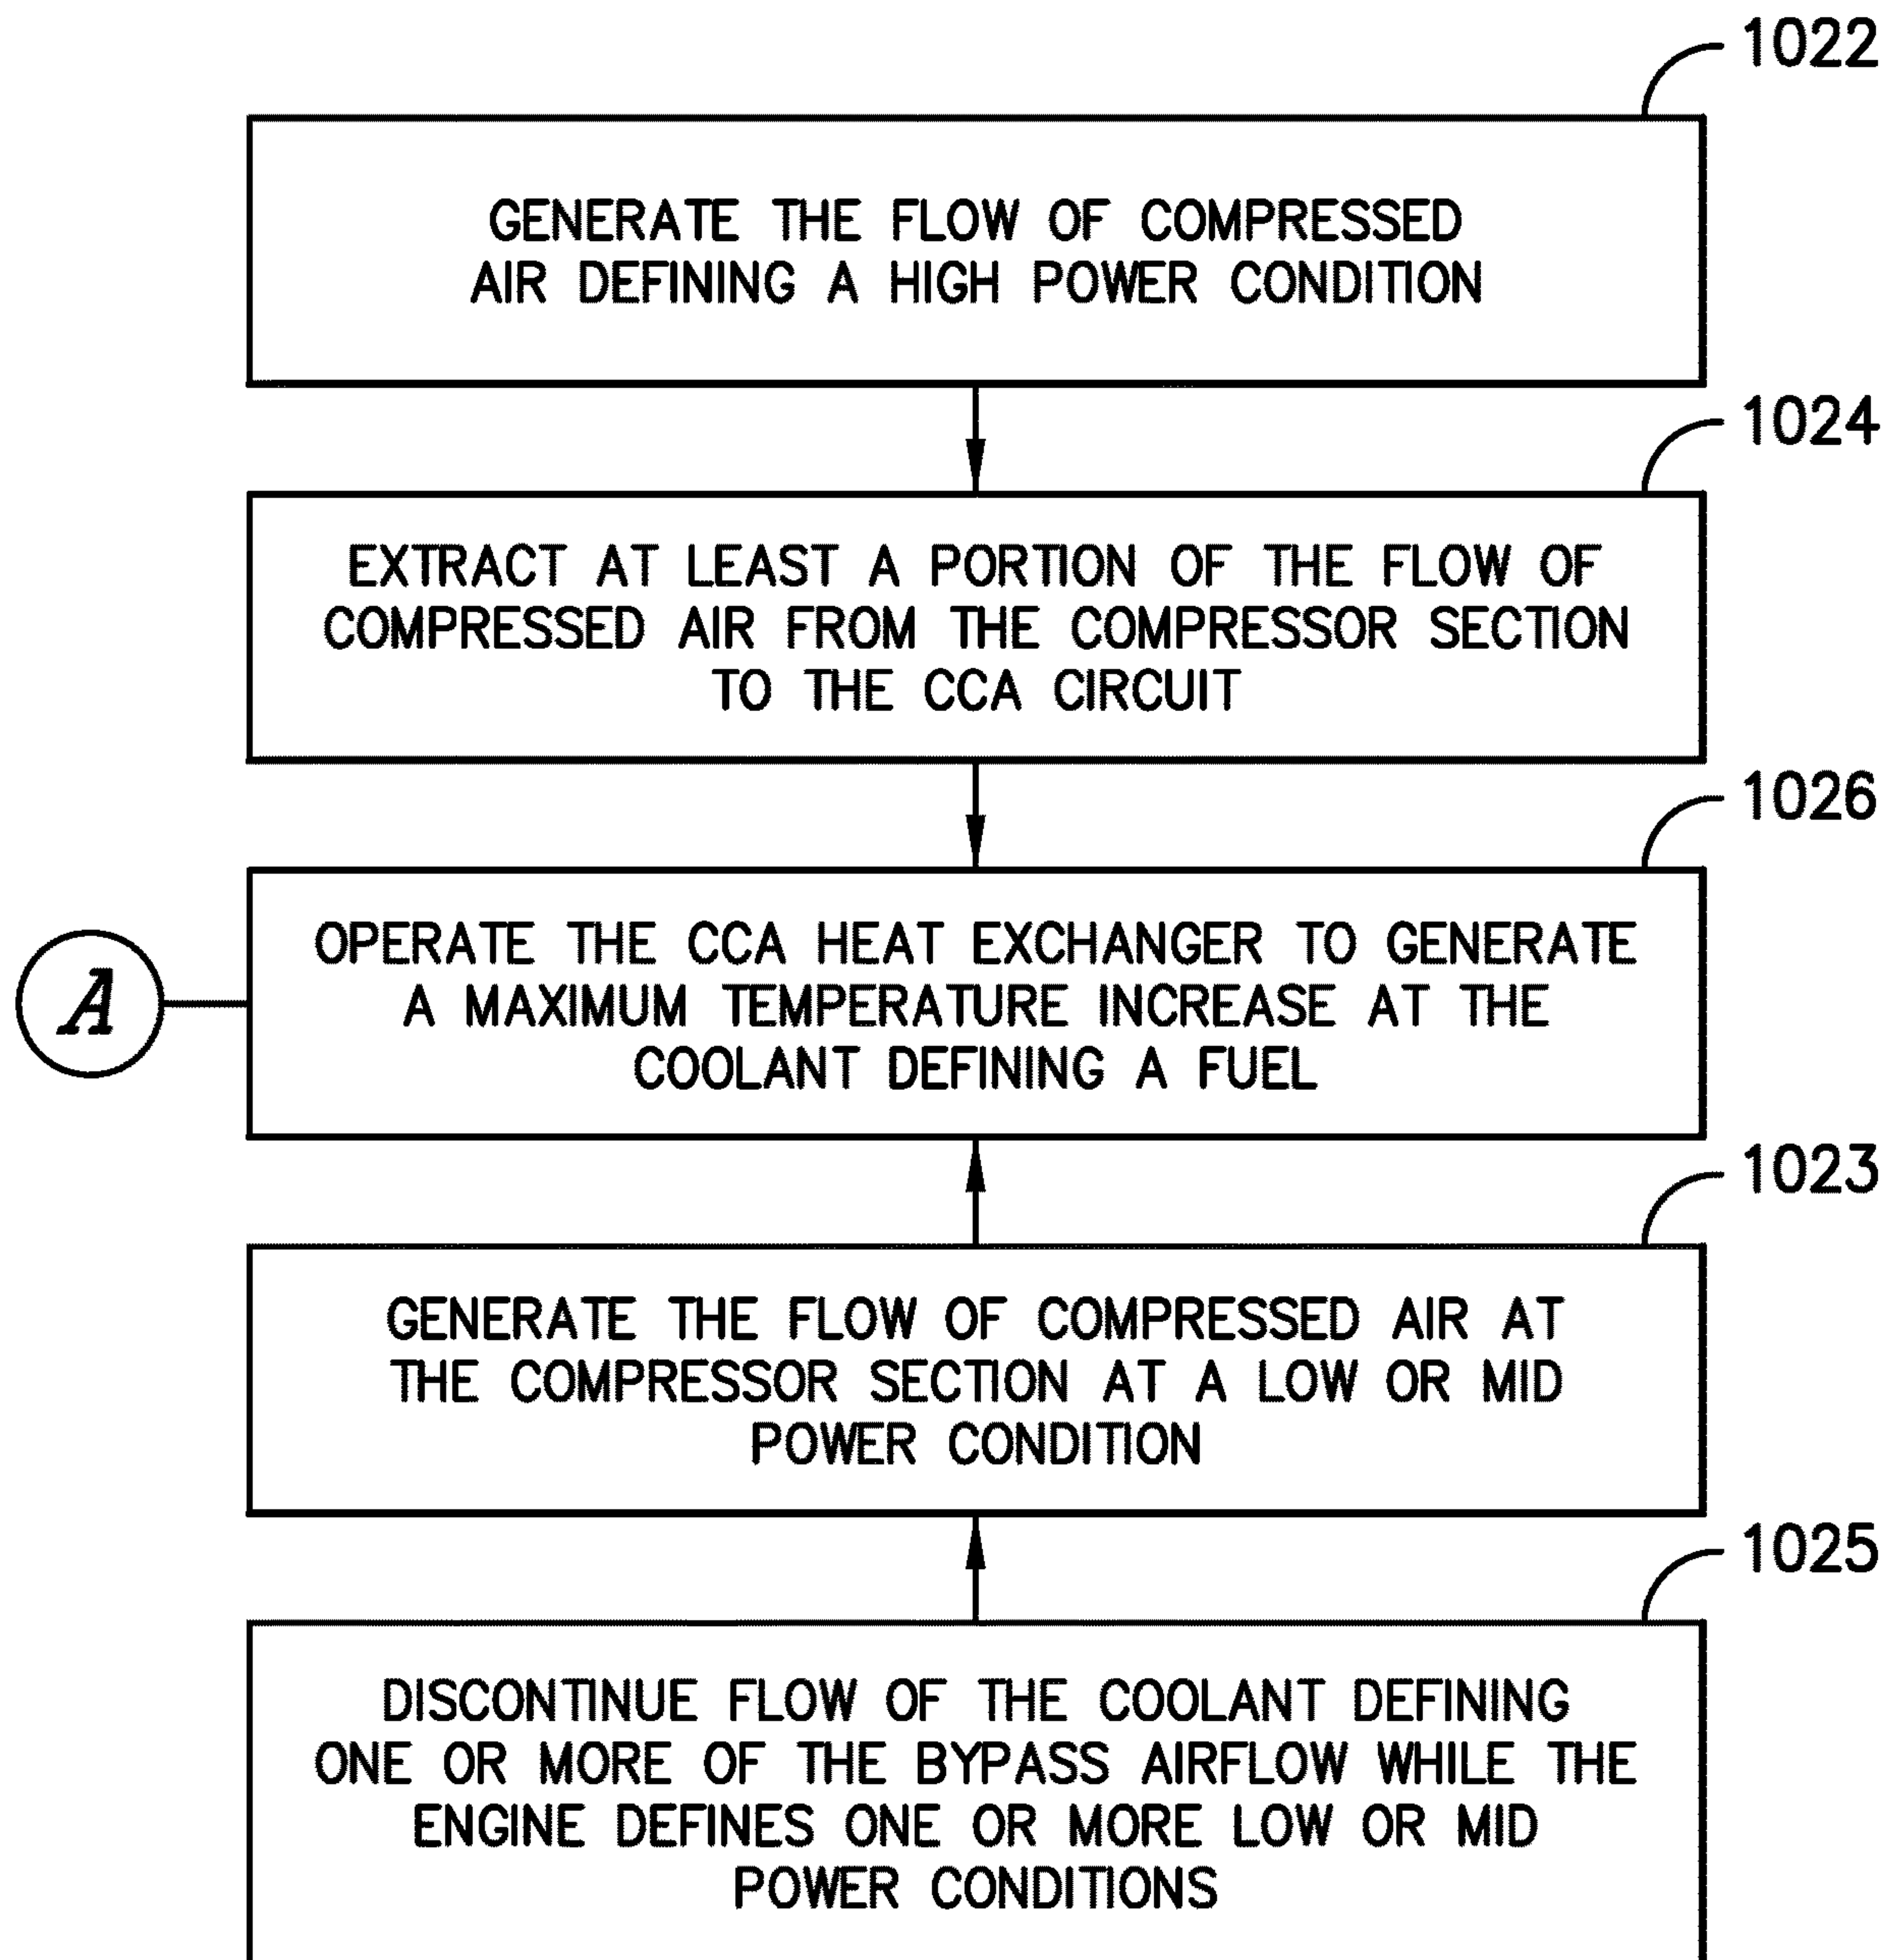 1022
GENERATE THE FLOW OF COMPRESSED
AIR DEFINING A HIGH POWER CONDITION
1024
EXTRACT AT LEAST A PORTION OF THE FLOW OF
COMPRESSED AIR FROM THE COMPRESSOR SECTION
TO THE CCA CIRCUIT
1026
A
OPERATE THE CCA HEAT EXCHANGER TO GENERATE
A MAXIMUM TEMPERATURE INCREASE AT THE
COOLANT DEFINING A FUEL
1023
GENERATE THE FLOW OF COMPRESSED AIR AT
THE COMPRESSOR SECTION AT A LOW OR MID
POWER CONDITION
1025
DISCONTINUE FLOW OF THE COOLANT DEFINING
ONE OR MORE OF THE BYPASS AIRFLOW WHILE THE
ENGINE DEFINES ONE OR MORE LOW OR MID
POWER CONDITIONS